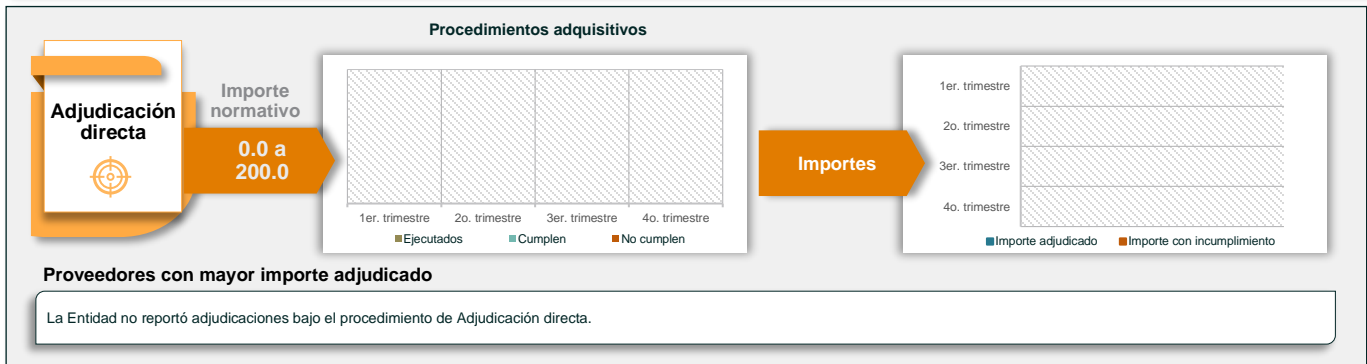 Procedimientos adquisitivos
Adjudicación
directa
Importe
normativo
0.0 a
200.0
1er. trimestre 2o. trimestre 3er. trimestre 4o. trimestre
Ejecutados Cumplen No cumplen
Importes
1er. trimestre
2o. trimestre
3er. trimestre
4o. trimestre
Importe adjudicado Importe con incumplimiento
Proveedores con mayor importe adjudicado
La Entidad no reportó adjudicaciones bajo el procedimiento de Adjudicación directa.